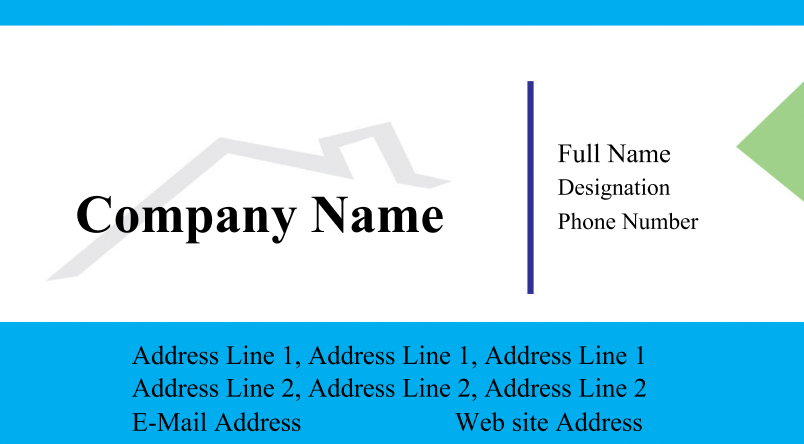 Company Name
Full Name
Designation
Phone Number
Address Line 1, Address Line 1, Address Line 1
Address Line 2, Address Line 2, Address Line 2
E-Mail Address Web site Address